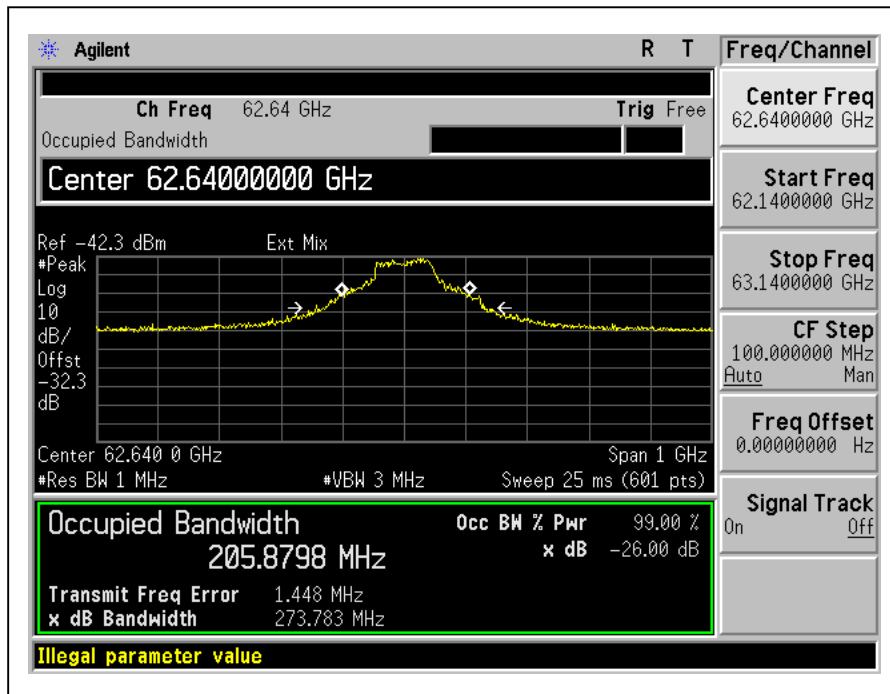 Agilent R T Freq/Channel
Ch Freq 62.64 GHz Trig Free
Occupied Bandwidth
Center 62.64000000 GHz
Center Freq
62.6400000 GHz
Start Freq
62.1400000 GHz
Stop Freq
63.1400000 GHz
CF Step
100.000000 MHz
Auto Man
Freq Offset
0.00000000 Hz
Signal Track
On Off
Ref -42.3 dBm Ext Mix
#Peak
Log
10
dB/
Offst
-32.3
dB
Center 62.640 0 GHz Span 1 GHz
#Res BW 1 MHz #VBW 3 MHz Sweep 25 ms (601 pts)
Occupied Bandwidth Occ BW % Pwr 99.00 %
205.8798 MHz x dB -26.00 dB
Transmit Freq Error 1.448 MHz
x dB Bandwidth 273.783 MHz
Illegal parameter value